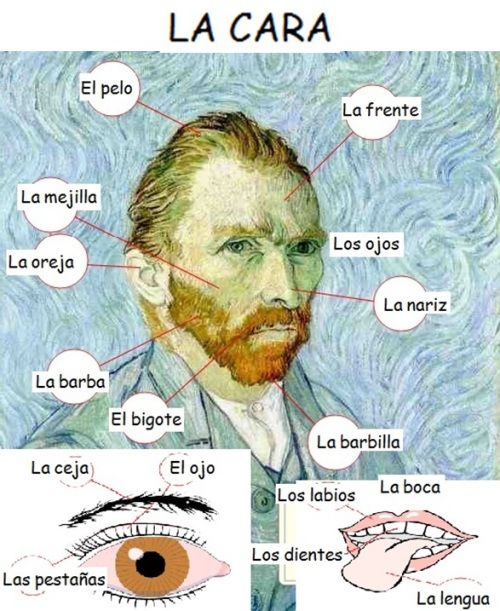 LA CARA
El pelo
La frente
La mejilla
Los ojos
La oreja
La nariz
La barba
El bigote
La barbilla
La ceja
El ojo
Las pestañas
La boca
Los labios
Los dientes
La lengua